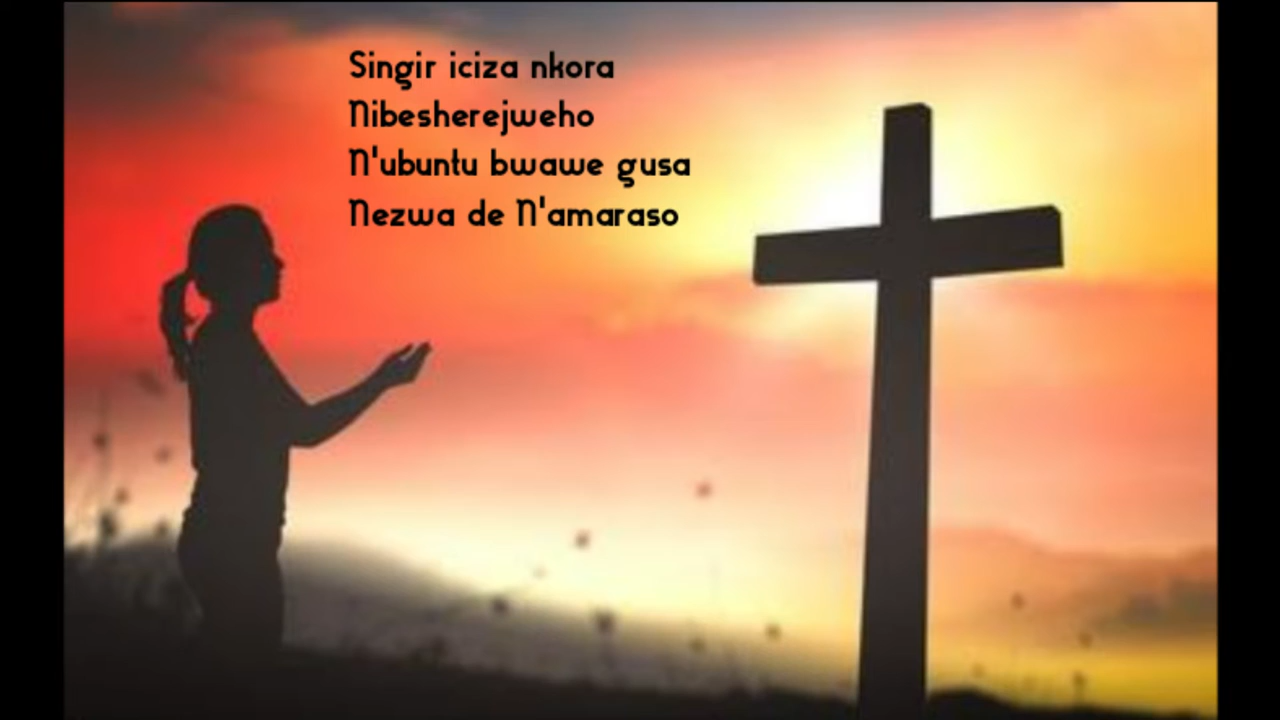 Singir iciza nkora
Nibesherejweho
N'ubuntu bwawe gusa
Nezwa de N'amaraso